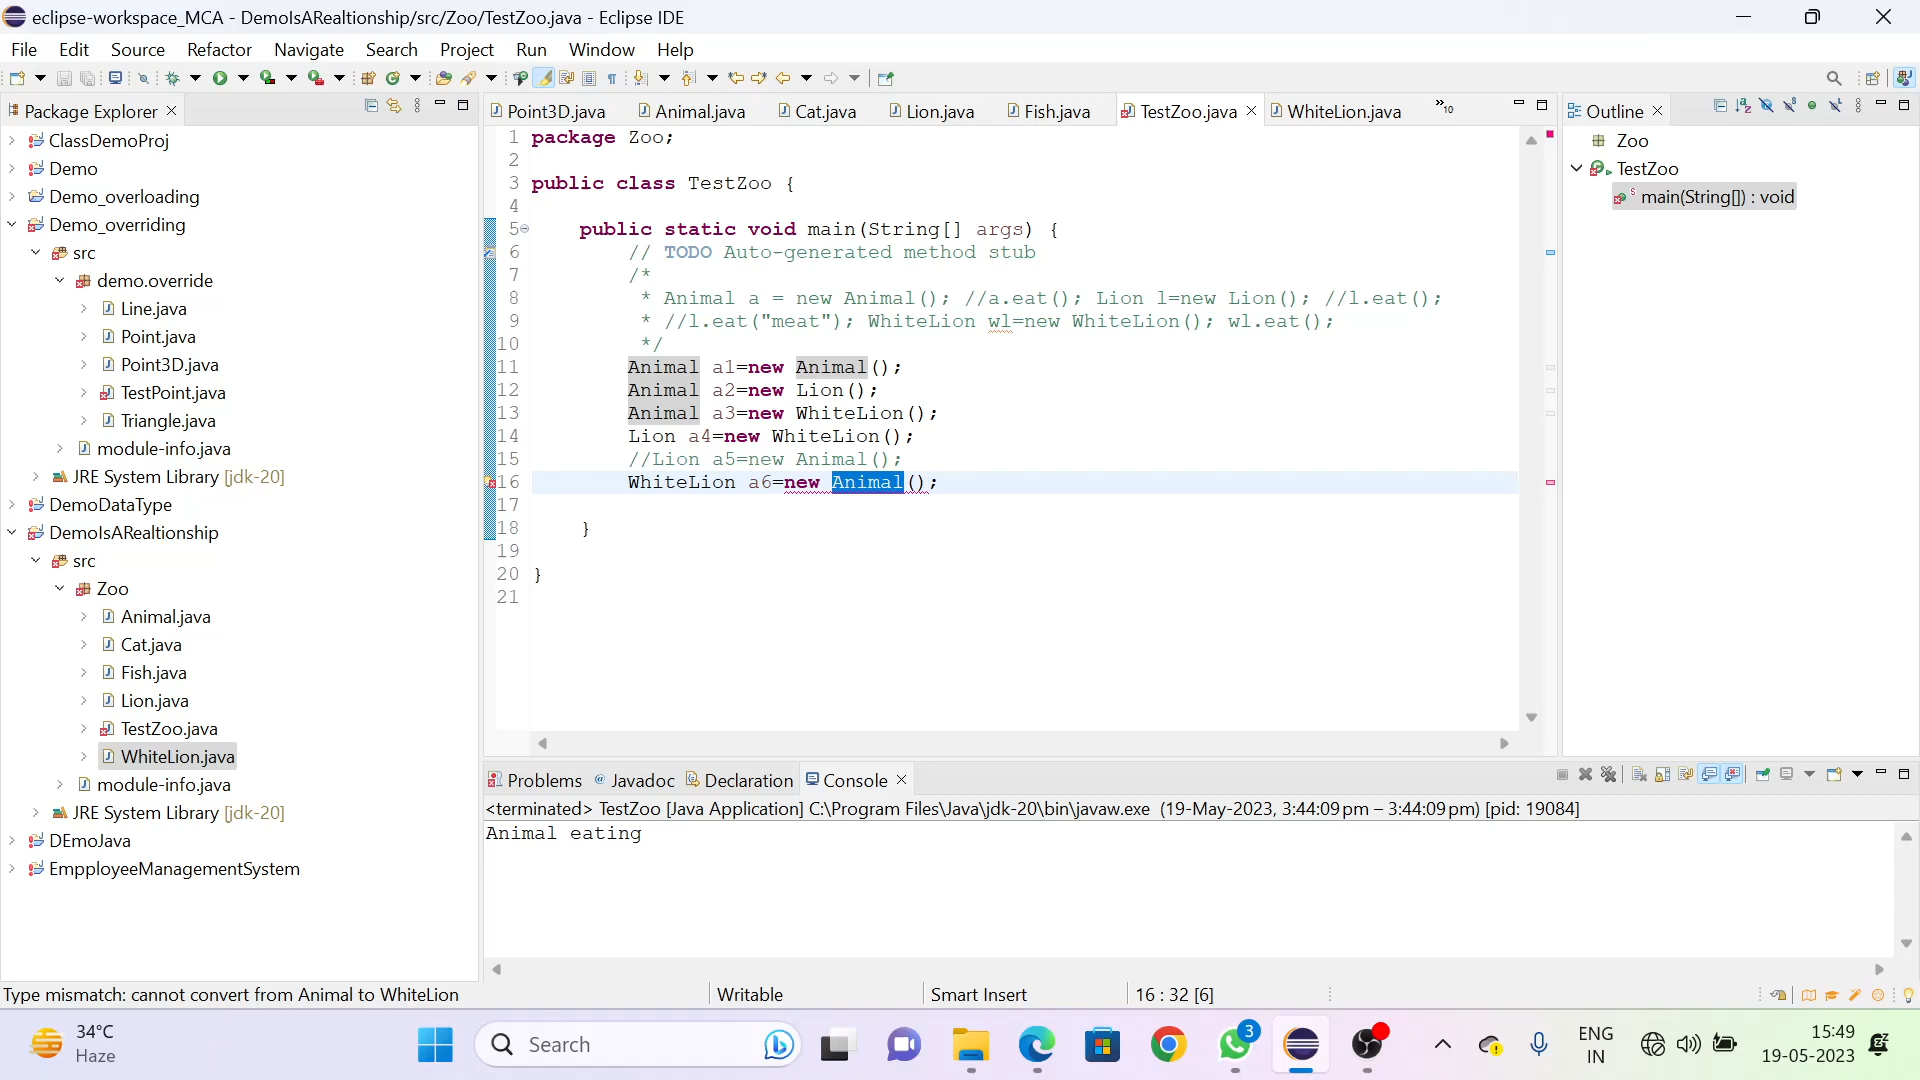 eclipse-workspace_MCA - DemoIsARealtionship/src/Zoo/TestZoo.java - Eclipse IDE
File Edit Source Refactor Navigate Search Project Run Window Help
Package Explorer
ClassDemoProj
Demo
Demo_overloading
Demo_overriding
src
demo.override
Line.java
Point.java
Point3D.java
TestPoint.java
Triangle.java
module-info.java
JRE System Library [jdk-20]
DemoDataType
DemoIsARealtionship
src
Zoo
Animal.java
Cat.java
Fish.java
Lion.java
TestZoo.java
WhiteLion.java
module-info.java
JRE System Library [jdk-20]
DEmoJava
EmpployeeManagementSystem
Point3D.java Animal.java Cat.java Lion.java Fish.java TestZoo.java WhiteLion.java »10
1 package Zoo;
2
3 public class TestZoo {
4
5 public static void main(String[] args) {
6 // TODO Auto-generated method stub
7 /*
8 * Animal a = new Animal(); //a.eat(); Lion l=new Lion(); //l.eat();
9 * //l.eat("meat"); WhiteLion wl=new WhiteLion(); wl.eat();
10 */
11 Animal a1=new Animal();
12 Animal a2=new Lion();
13 Animal a3=new WhiteLion();
14 Lion a4=new WhiteLion();
15 //Lion a5=new Animal();
16 WhiteLion a6=new Animal();
17
18 }
19
20 }
21
Outline
Zoo
TestZoo
main(String[]) : void
Problems Javadoc Declaration Console
<terminated> TestZoo [Java Application] C:\Program Files\Java\jdk-20\bin\javaw.exe (19-May-2023, 3:44:09 pm – 3:44:09 pm) [pid: 19084]
Animal eating
Type mismatch: cannot convert from Animal to WhiteLion Writable Smart Insert 16 : 32 [6]
34°C
Haze
Search
3
ENG
IN
15:49
19-05-2023